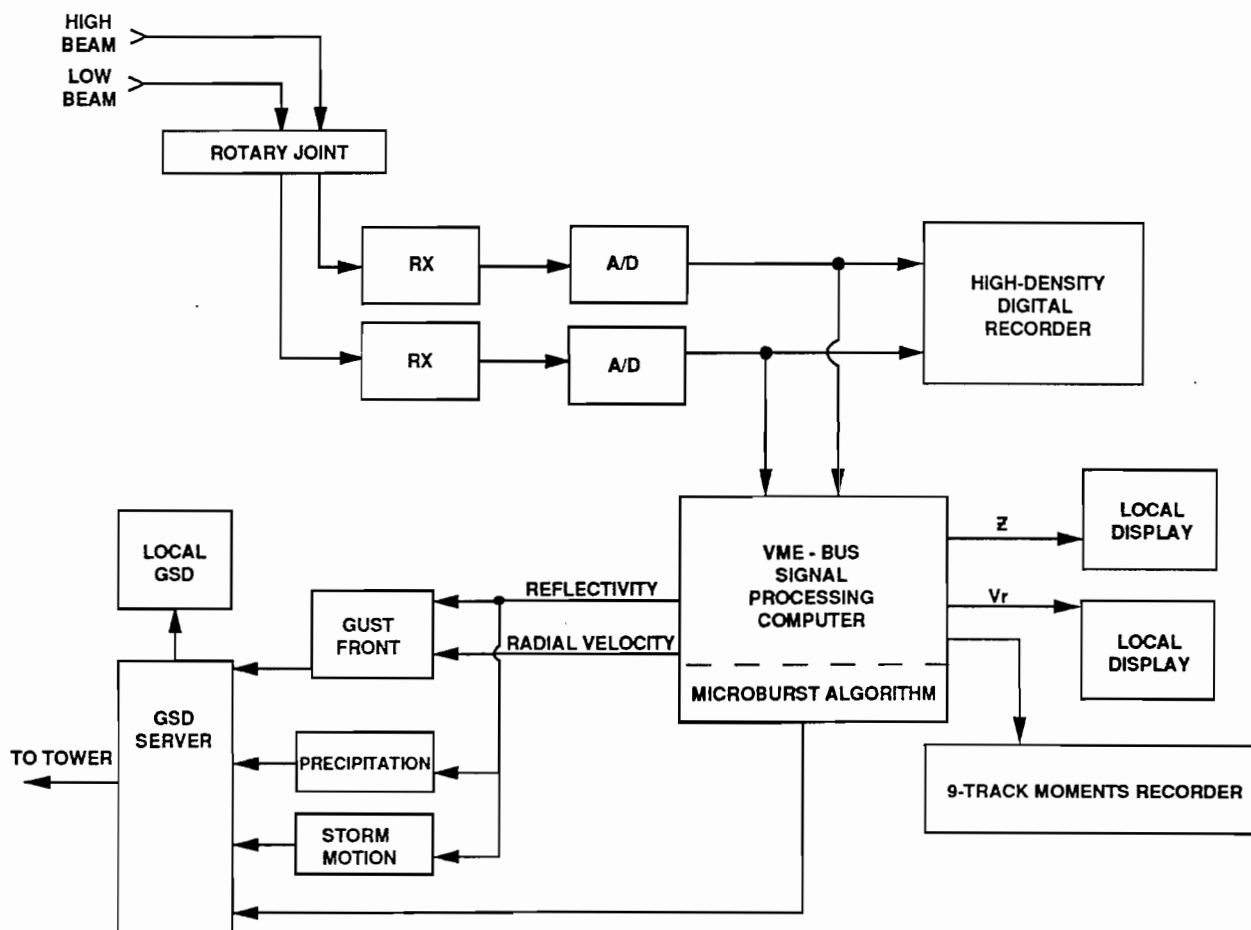 HIGH
BEAM
LOW
BEAM
ROTARY JOINT
RX
A/D
HIGH-DENSITY
DIGITAL
RECORDER
RX
A/D
LOCAL
GSD
VME - BUS
SIGNAL
PROCESSING
COMPUTER
Z
LOCAL
DISPLAY
REFLECTIVITY
GUST
FRONT
RADIAL VELOCITY
Vr
LOCAL
DISPLAY
MICROBURST ALGORITHM
GSD
SERVER
TO TOWER
PRECIPITATION
9-TRACK MOMENTS RECORDER
STORM
MOTION